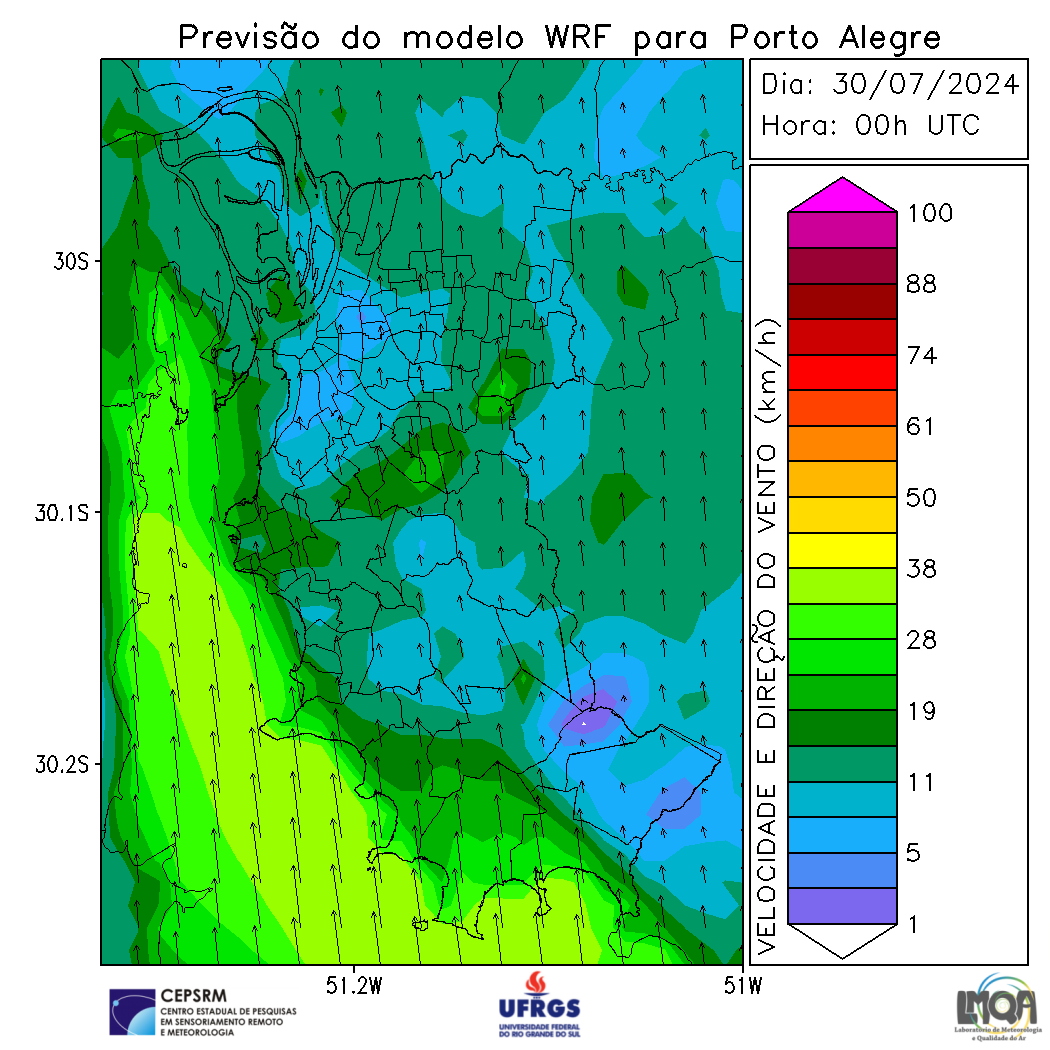 Previsão do modelo WRF para Porto Alegre
Dia: 30/07/2024
Hora: 00h UTC
30S
30.1S
30.2S
51.2W
51W
VELOCIDADE E DIREÇÃO DO VENTO (km/h)
100
88
74
61
50
38
28
19
11
5
1
CEPSRM
CENTRO ESTADUAL DE PESQUISAS
EM SENSORIAMENTO REMOTO
E METEOROLOGIA
UFRGS
UNIVERSIDADE FEDERAL
DO RIO GRANDE DO SUL
LMQA
Laboratório de Meteorologia
e Qualidade do Ar